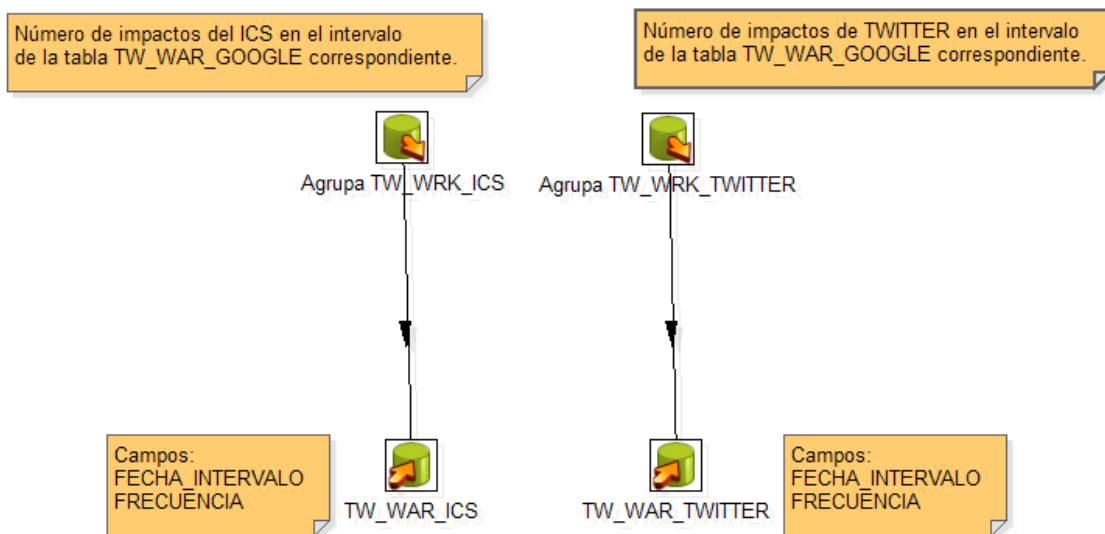 Número de impactos del ICS en el intervalo
de la tabla TW_WAR_GOOGLE correspondiente.
Número de impactos de TWITTER en el intervalo
de la tabla TW_WAR_GOOGLE correspondiente.
Agrupa TW_WRK_ICS
Agrupa TW_WRK_TWITTER
Campos:
FECHA_INTERVALO
FRECUENCIA
TW_WAR_ICS
TW_WAR_TWITTER
Campos:
FECHA_INTERVALO
FRECUENCIA